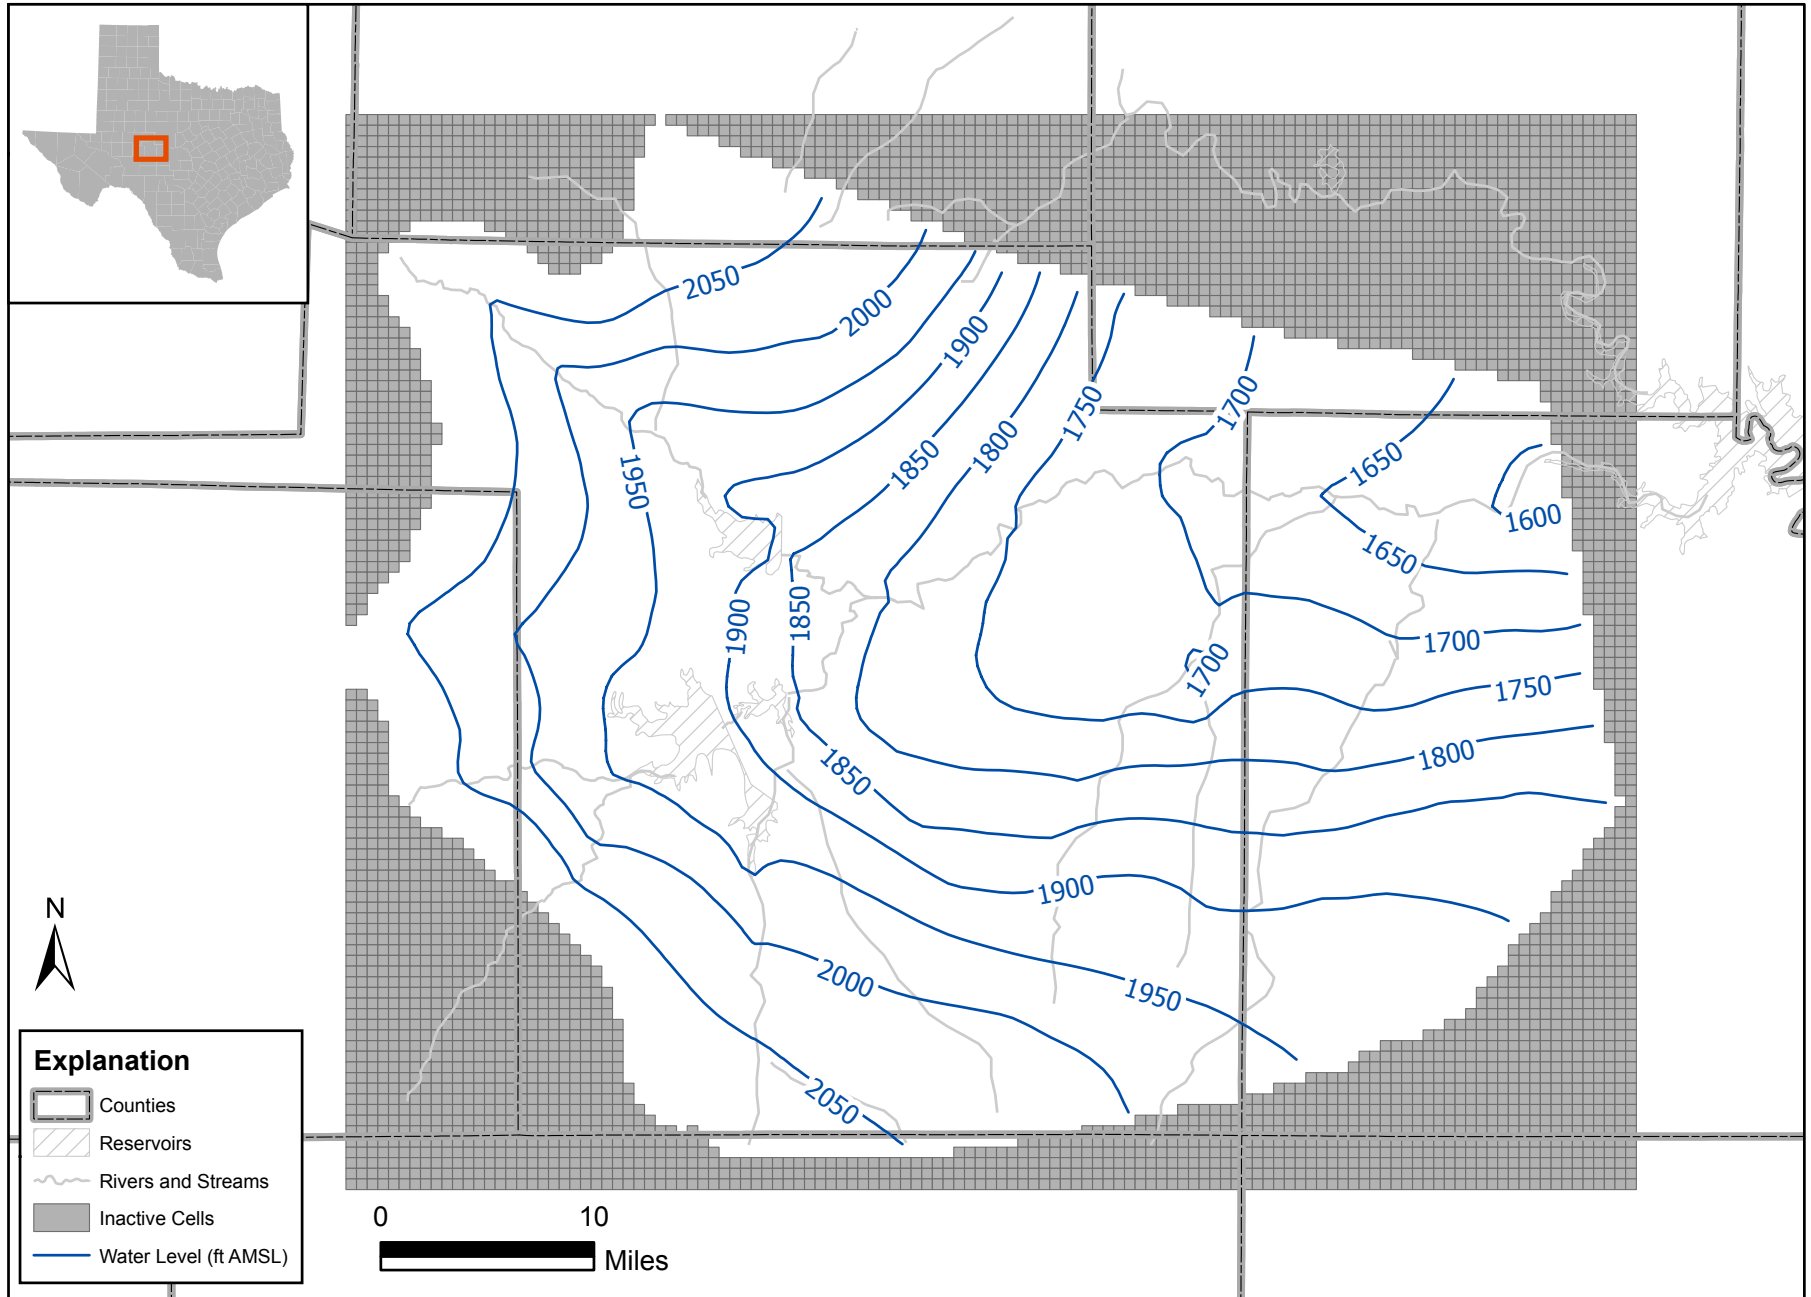 2050
2000
1900
1950
1850
1800
1750
1700
1650
1600
1650
1900
1850
1700
1700
1750
1800
1850
1900
2000
1950
2050
N
Explanation
Counties
Reservoirs
Rivers and Streams
Inactive Cells
Water Level (ft AMSL)
0 10
Miles